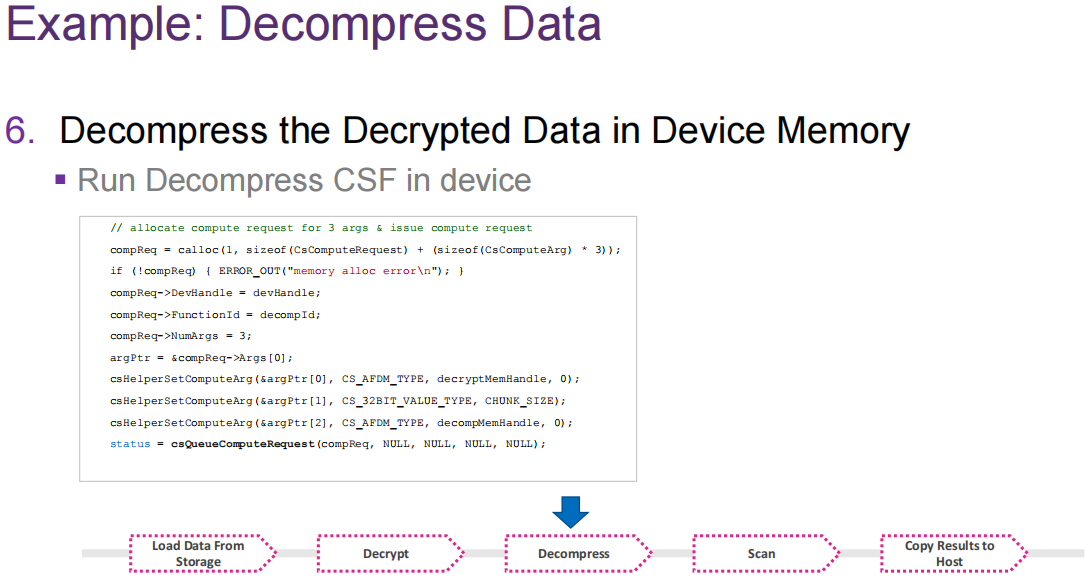 Example: Decompress Data
6. Decompress the Decrypted Data in Device Memory
▪ Run Decompress CSF in device
// allocate compute request for 3 args & issue compute request
compReq = calloc(1, sizeof(CsComputeRequest) + (sizeof(CsComputeArg) * 3));
if (!compReq) { ERROR_OUT("memory alloc error\n"); }
compReq->DevHandle = devHandle;
compReq->FunctionId = decompId;
compReq->NumArgs = 3;
argPtr = &compReq->Args[0];
csHelperSetComputeArg(&argPtr[0], CS_AFDM_TYPE, decryptMemHandle, 0);
csHelperSetComputeArg(&argPtr[1], CS_32BIT_VALUE_TYPE, CHUNK_SIZE);
csHelperSetComputeArg(&argPtr[2], CS_AFDM_TYPE, decompMemHandle, 0);
status = csQueueComputeRequest(compReq, NULL, NULL, NULL, NULL);
Load Data From
Storage
Decrypt
Decompress
Scan
Copy Results to
Host